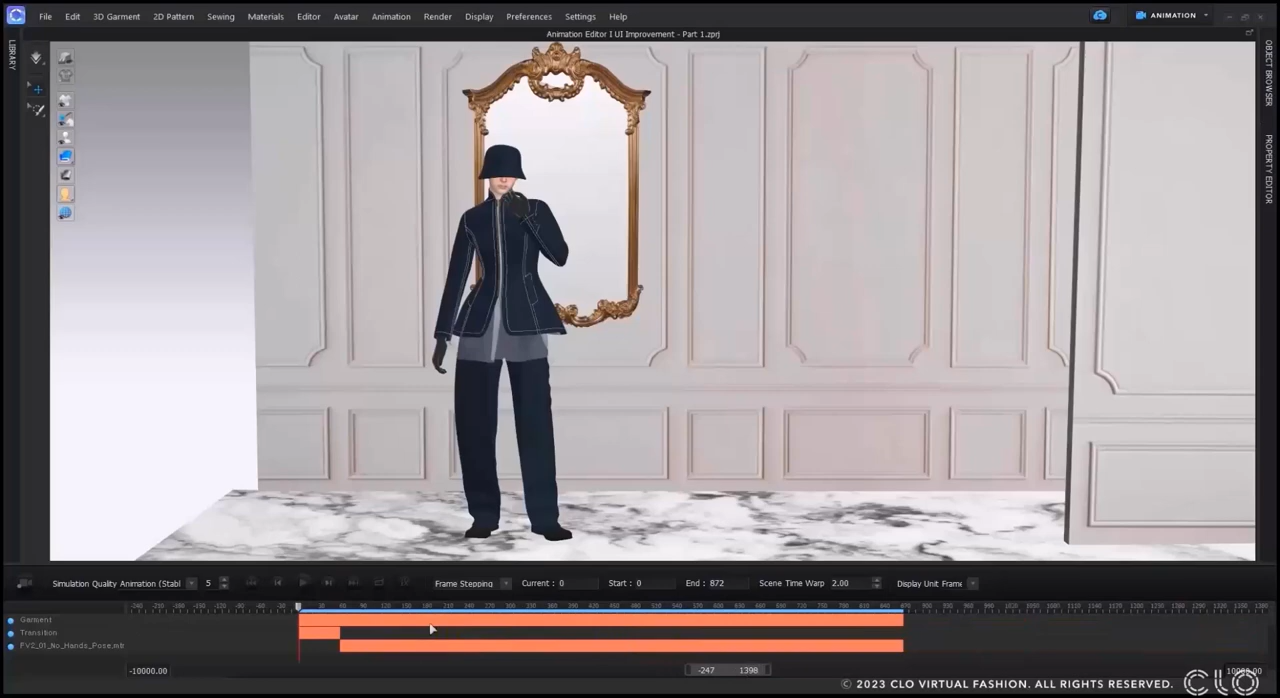 File Edit 3D Garment 2D Pattern Sewing Materials Editor Avatar Animation Render Display Preferences Settings Help
ANIMATION
Animation Editor I UI Improvement - Part 1.zprj
LIBRARY
OBJECT BROWSER
PROPERTY EDITOR
Simulation Quality Animation (Stabl 5 Frame Stepping Current : 0 Start : 0 End : 872 Scene Time Warp 2.00 Display Unit Frame
Garment
Transition
FV2_01_No_Hands_Pose.mtr
-10000.00 -247 1398
© 2023 CLO VIRTUAL FASHION. ALL RIGHTS RESERVED. CLO